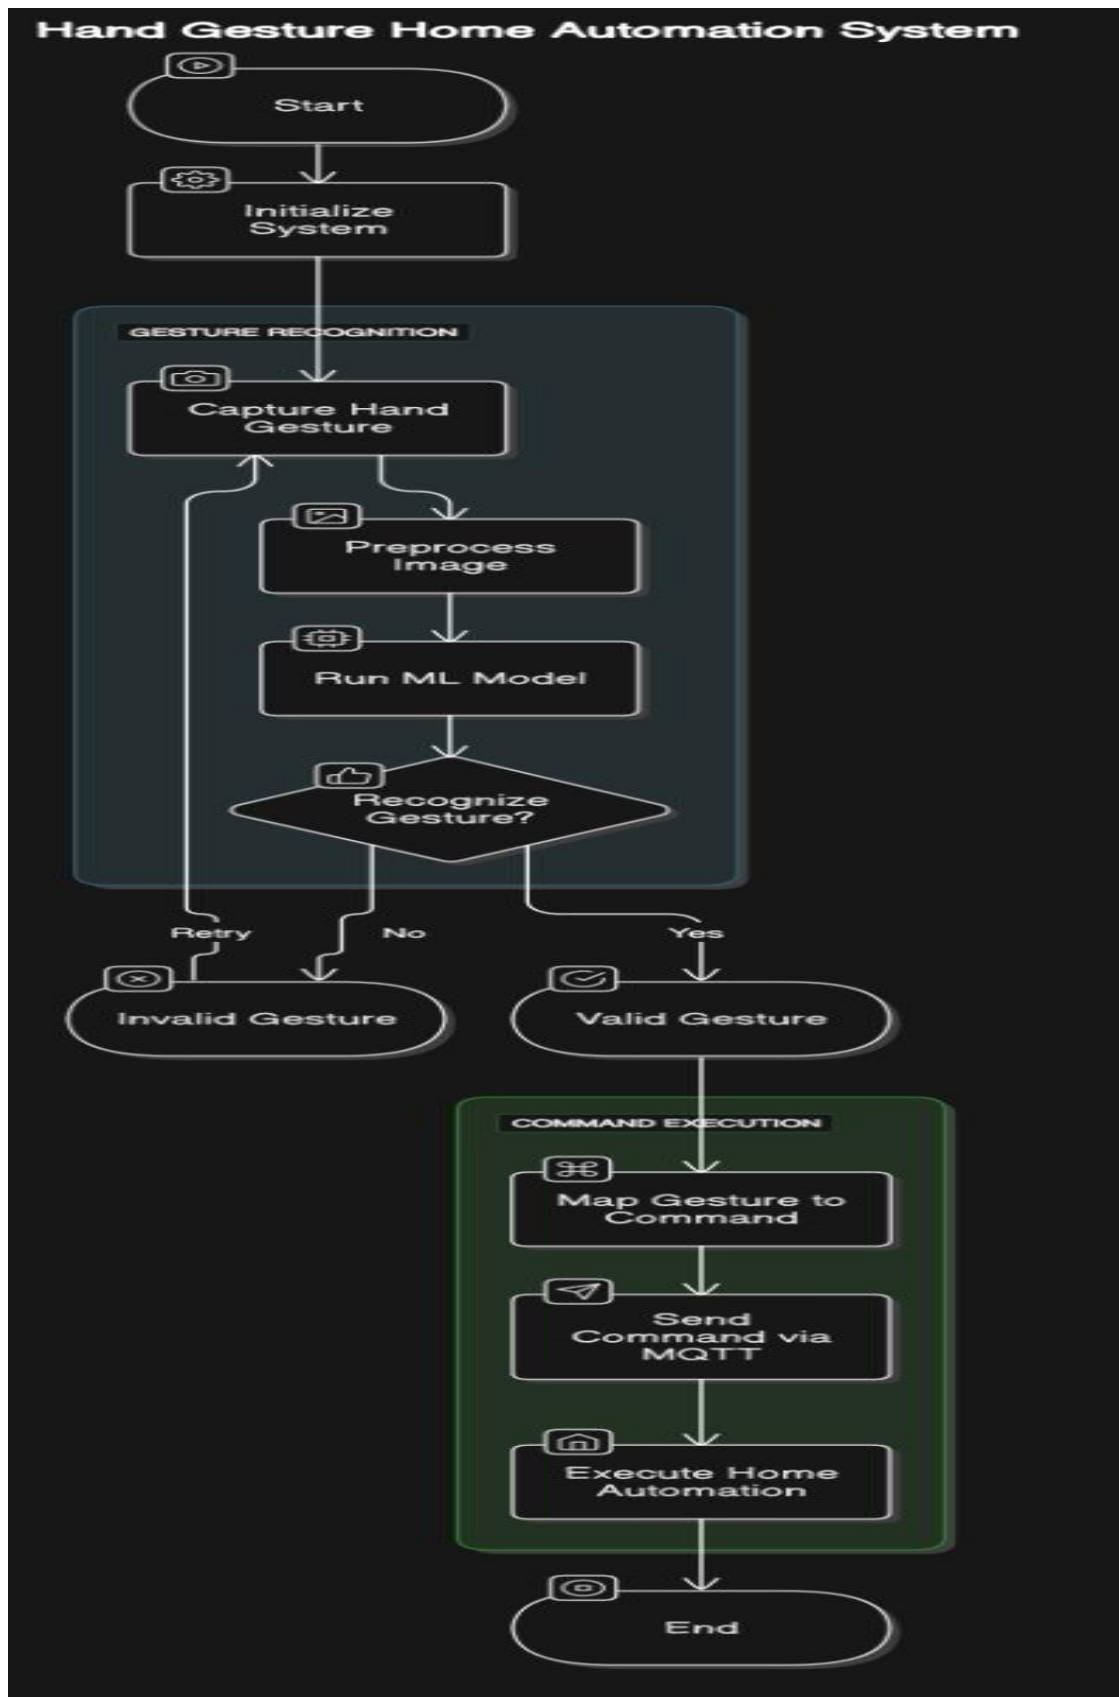 Hand Gesture Home Automation System
Start
Initialize
System
GESTURE RECOGNITION
Capture Hand
Gesture
Preprocess
Image
Run ML Model
Recognize
Gesture?
Retry
No
Yes
Invalid Gesture
Valid Gesture
COMMAND EXECUTION
Map Gesture to
Command
Send
Command via
MQTT
Execute Home
Automation
End